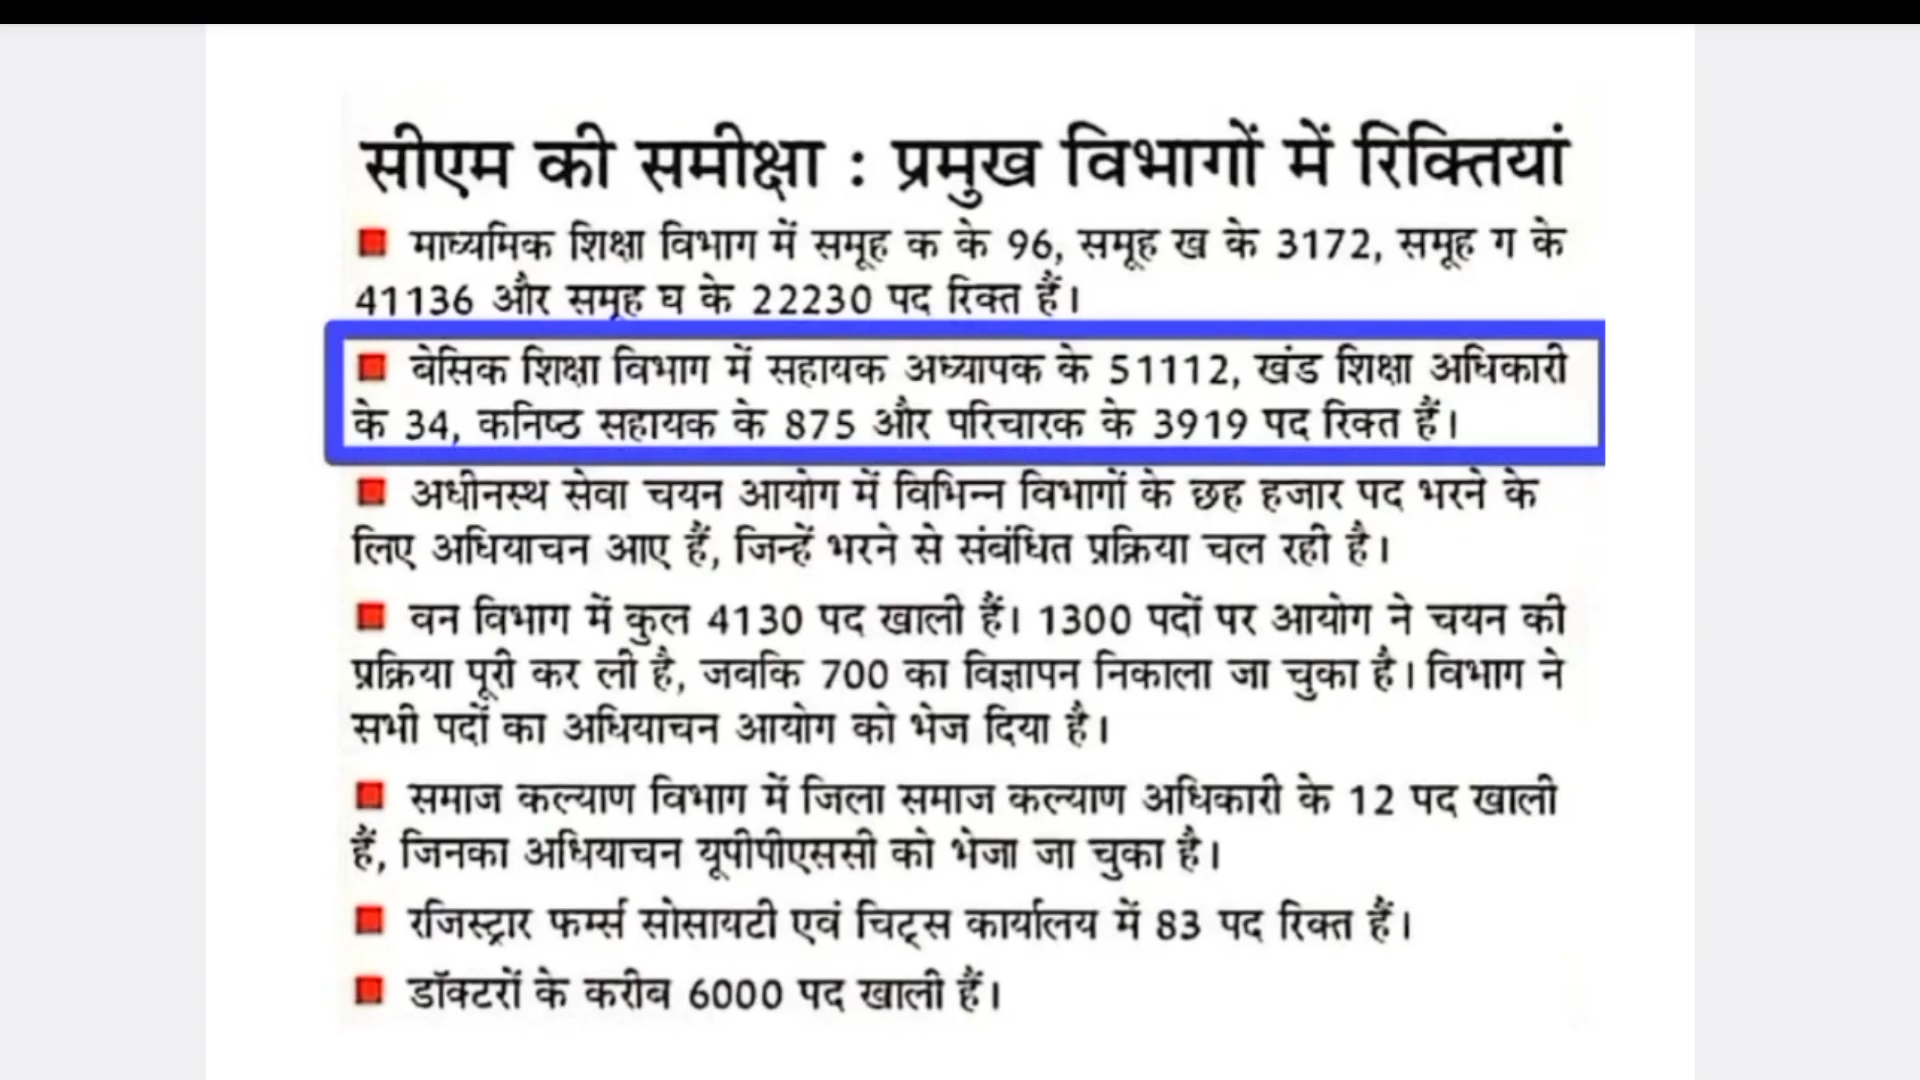 सीएम की समीक्षा : प्रमुख विभागों में रिक्तियां
माध्यमिक शिक्षा विभाग में समूह क के 96, समूह ख के 3172, समूह ग के
41136 और समूह घ के 22230 पद रिक्त हैं।
बेसिक शिक्षा विभाग में सहायक अध्यापक के 51112, खंड शिक्षा अधिकारी
के 34, कनिष्ठ सहायक के 875 और परिचारक के 3919 पद रिक्त हैं।
अधीनस्थ सेवा चयन आयोग में विभिन्न विभागों के छह हजार पद भरने के
लिए अधियाचन आए हैं, जिन्हें भरने से संबंधित प्रक्रिया चल रही है।
वन विभाग में कुल 4130 पद खाली हैं। 1300 पदों पर आयोग ने चयन की
प्रक्रिया पूरी कर ली है, जबकि 700 का विज्ञापन निकाला जा चुका है। विभाग ने
सभी पदों का अधियाचन आयोग को भेज दिया है।
समाज कल्याण विभाग में जिला समाज कल्याण अधिकारी के 12 पद खाली
हैं, जिनका अधियाचन यूपीपीएससी को भेजा जा चुका है।
रजिस्ट्रार फर्म्स सोसायटी एवं चिट्स कार्यालय में 83 पद रिक्त हैं।
डॉक्टरों के करीब 6000 पद खाली हैं।